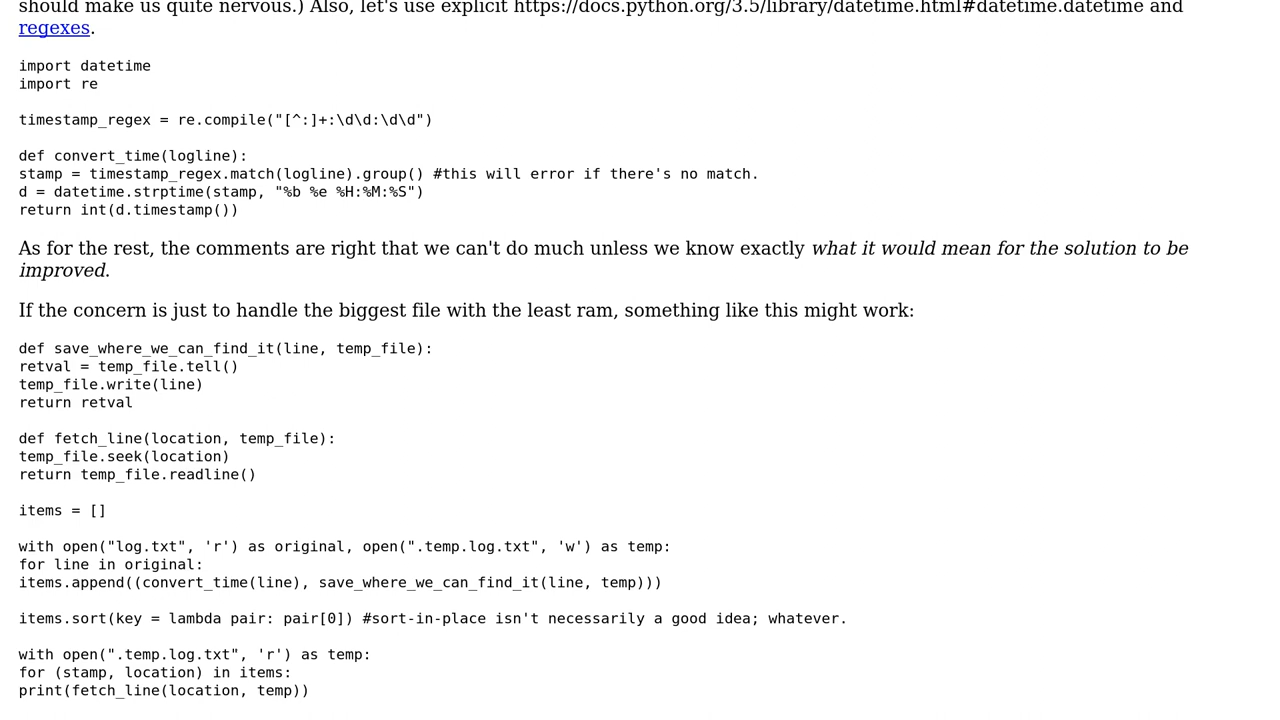 should make us quite nervous.) Also, let's use explicit https://docs.python.org/3.5/library/datetime.html#datetime.datetime and
regexes.
import datetime
import re
timestamp_regex = re.compile("[^:]+:\d\d:\d\d")
def convert_time(logline):
stamp = timestamp_regex.match(logline).group() #this will error if there's no match.
d = datetime.strptime(stamp, "%b %e %H:%M:%S")
return int(d.timestamp())
As for the rest, the comments are right that we can't do much unless we know exactly what it would mean for the solution to be
improved.
If the concern is just to handle the biggest file with the least ram, something like this might work:
def save_where_we_can_find_it(line, temp_file):
retval = temp_file.tell()
temp_file.write(line)
return retval
def fetch_line(location, temp_file):
temp_file.seek(location)
return temp_file.readline()
items = []
with open("log.txt", 'r') as original, open(".temp.log.txt", 'w') as temp:
for line in original:
items.append((convert_time(line), save_where_we_can_find_it(line, temp)))
items.sort(key = lambda pair: pair[0]) #sort-in-place isn't necessarily a good idea; whatever.
with open(".temp.log.txt", 'r') as temp:
for (stamp, location) in items:
print(fetch_line(location, temp))